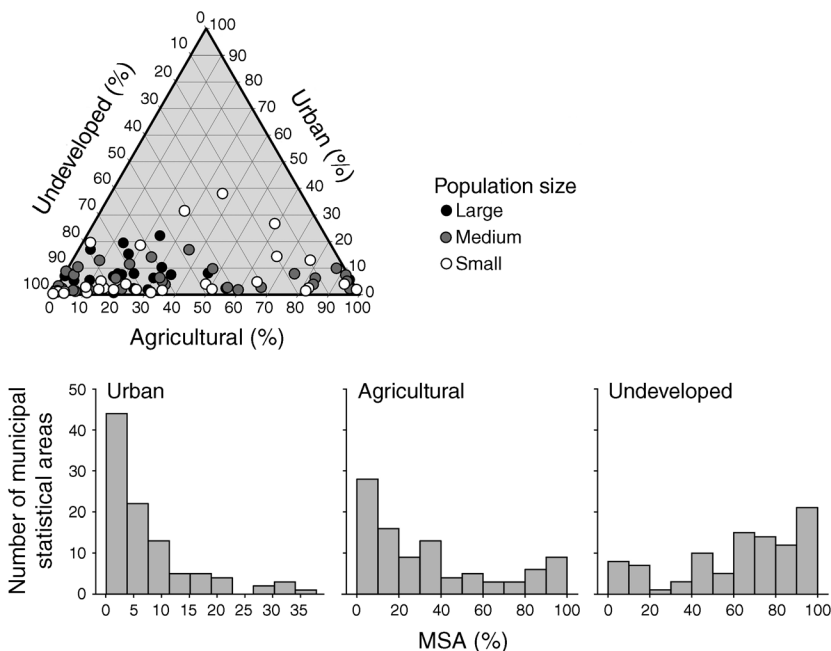 0 100
10 90
20 80
30 70
40 60
50 50
60 40
70 30
80 20
90 10
100 0
0 10 20 30 40 50 60 70 80 90 100
Undeveloped (%)
Urban (%)
Agricultural (%)
Population size
Large
Medium
Small
Number of municipal
statistical areas
50
40
30
20
10
0
Urban
0 5 10 15 20 25 30 35
Agricultural
0 20 40 60 80 100
Undeveloped
0 20 40 60 80 100
MSA (%)